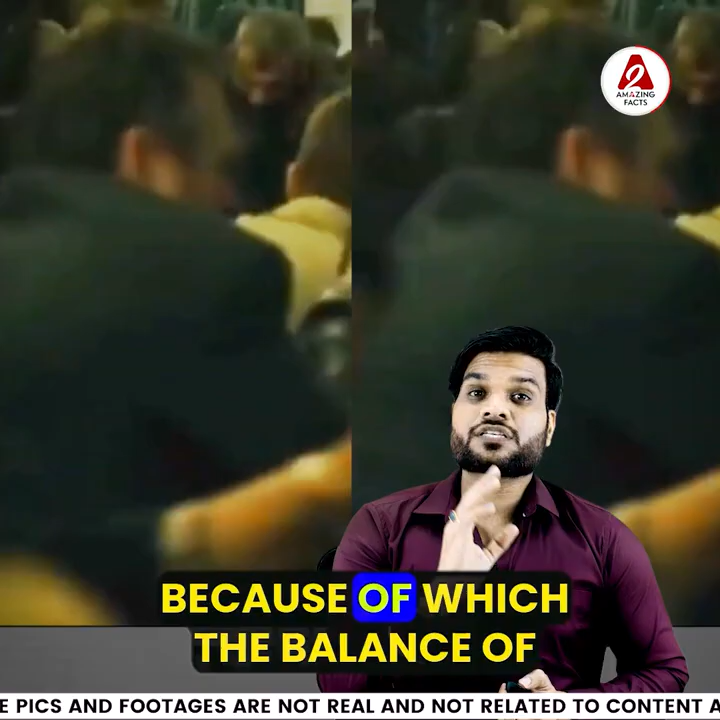 AMAZING
FACTS
BECAUSE OF WHICH
THE BALANCE OF
E PICS AND FOOTAGES ARE NOT REAL AND NOT RELATED TO CONTENT A